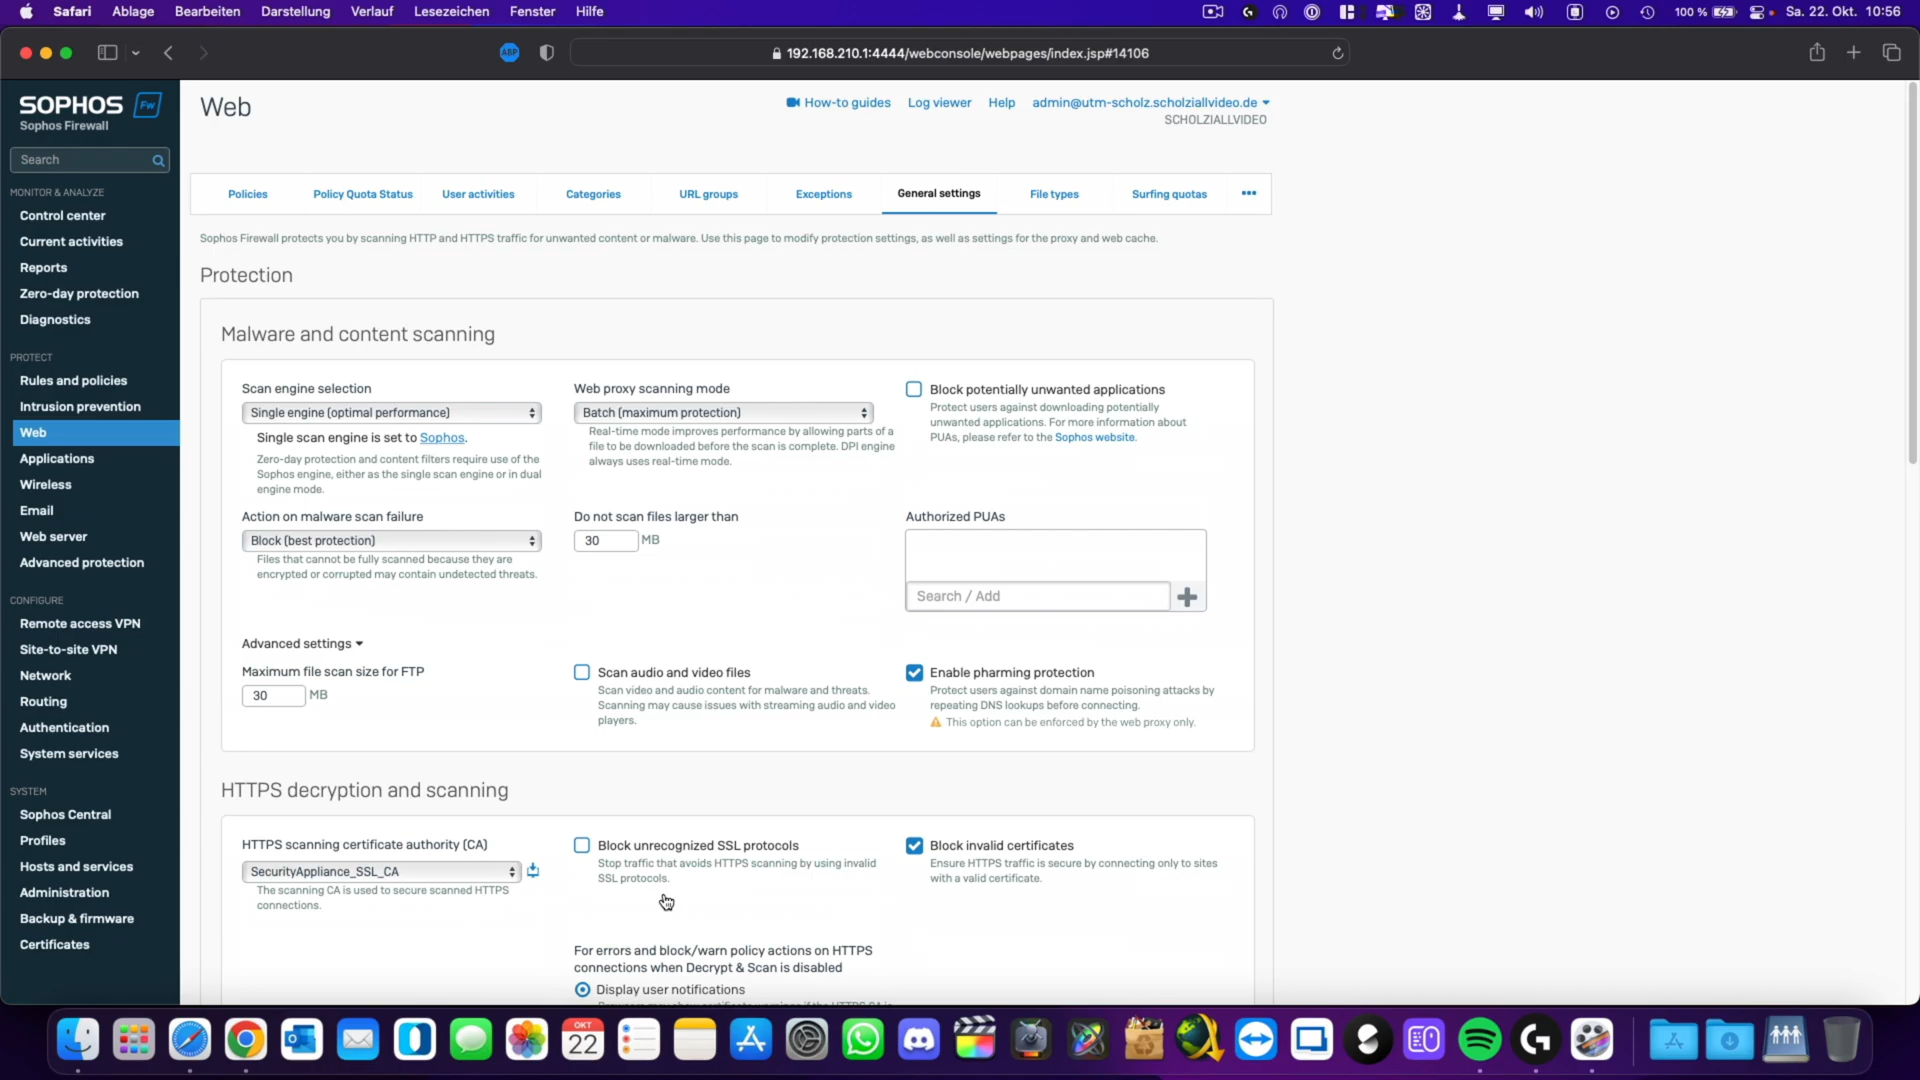 Safari Ablage Bearbeiten Darstellung Verlauf Lesezeichen Fenster Hilfe 100 % Sa. 22. Okt. 10:56
ABP 192.168.210.1:4444/webconsole/webpages/index.jsp#14106
SOPHOS Fw
Sophos Firewall
Search
MONITOR & ANALYZE
Control center
Current activities
Reports
Zero-day protection
Diagnostics
PROTECT
Rules and policies
Intrusion prevention
Web
Applications
Wireless
Email
Web server
Advanced protection
CONFIGURE
Remote access VPN
Site-to-site VPN
Network
Routing
Authentication
System services
SYSTEM
Sophos Central
Profiles
Hosts and services
Administration
Backup & firmware
Certificates
Web
How-to guides Log viewer Help admin@utm-scholz.scholziallvideo.de
SCHOLZIALLVIDEO
Policies Policy Quota Status User activities Categories URL groups Exceptions General settings File types Surfing quotas •••
Sophos Firewall protects you by scanning HTTP and HTTPS traffic for unwanted content or malware. Use this page to modify protection settings, as well as settings for the proxy and web cache.
Protection
Malware and content scanning
Scan engine selection
Single engine (optimal performance)
Single scan engine is set to Sophos.
Zero-day protection and content filters require use of the
Sophos engine, either as the single scan engine or in dual
engine mode.
Web proxy scanning mode
Batch (maximum protection)
Real-time mode improves performance by allowing parts of a
file to be downloaded before the scan is complete. DPI engine
always uses real-time mode.
Block potentially unwanted applications
Protect users against downloading potentially
unwanted applications. For more information about
PUAs, please refer to the Sophos website.
Action on malware scan failure
Block (best protection)
Files that cannot be fully scanned because they are
encrypted or corrupted may contain undetected threats.
Do not scan files larger than
30 MB
Authorized PUAs
Search / Add
Advanced settings
Maximum file scan size for FTP
30 MB
Scan audio and video files
Scan video and audio content for malware and threats.
Scanning may cause issues with streaming audio and video
players.
Enable pharming protection
Protect users against domain name poisoning attacks by
repeating DNS lookups before connecting.
This option can be enforced by the web proxy only.
HTTPS decryption and scanning
HTTPS scanning certificate authority (CA)
SecurityAppliance_SSL_CA
The scanning CA is used to secure scanned HTTPS
connections.
Block unrecognized SSL protocols
Stop traffic that avoids HTTPS scanning by using invalid
SSL protocols.
Block invalid certificates
Ensure HTTPS traffic is secure by connecting only to sites
with a valid certificate.
For errors and block/warn policy actions on HTTPS
connections when Decrypt & Scan is disabled
Display user notifications
OKT
22